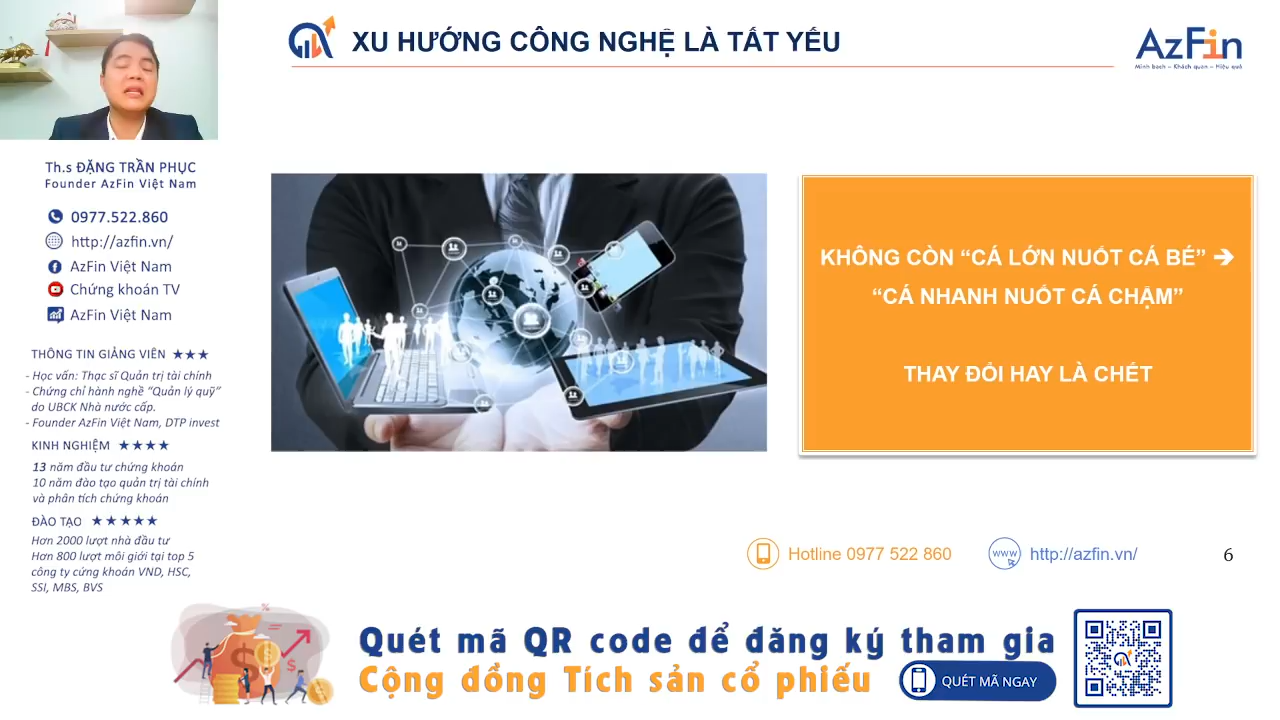 XU HƯỚNG CÔNG NGHỆ LÀ TẤT YẾU
AzFin
Minh bạch – Khách quan – Hiệu quả
Th.s ĐẶNG TRẦN PHỤC
Founder AzFin Việt Nam
0977.522.860
http://azfin.vn/
AzFin Việt Nam
Chứng khoán TV
AzFin Việt Nam
THÔNG TIN GIẢNG VIÊN ★★★
- Học vấn: Thạc sĩ Quản trị tài chính
- Chứng chỉ hành nghề “Quản lý quỹ”
do UBCK Nhà nước cấp.
- Founder AzFin Việt Nam, DTP invest
KINH NGHIỆM ★★★★
13 năm đầu tư chứng khoán
10 năm đào tạo quản trị tài chính
và phân tích chứng khoán
ĐÀO TẠO ★★★★★
Hơn 2000 lượt nhà đầu tư
Hơn 800 lượt môi giới tại top 5
công ty cứng khoán VND, HSC,
SSI, MBS, BVS
KHÔNG CÒN “CÁ LỚN NUỐT CÁ BÉ” ➔
“CÁ NHANH NUỐT CÁ CHẬM”
THAY ĐỔI HAY LÀ CHẾT
Hotline 0977 522 860
www
http://azfin.vn/
6
Quét mã QR code để đăng ký tham gia
Cộng đồng Tích sản cổ phiếu
QUÉT MÃ NGAY